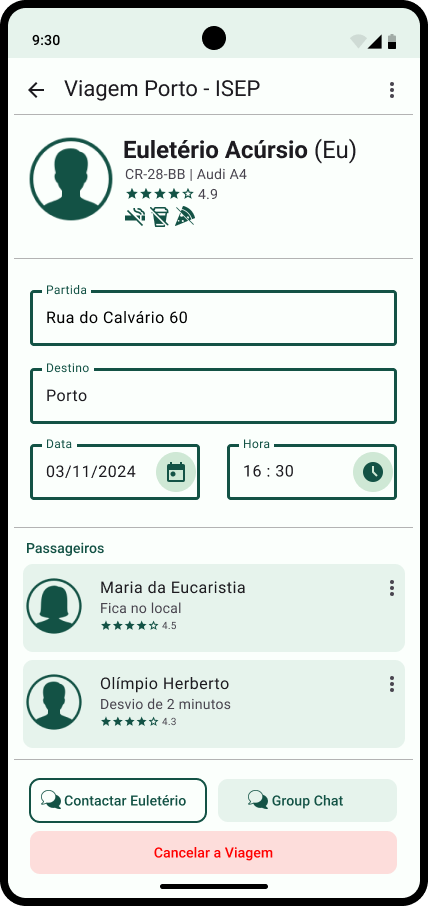 9:30
Viagem Porto - ISEP
Euletério Acúrsio (Eu)
CR-28-BB | Audi A4
4.9
Partida
Rua do Calvário 60
Destino
Porto
Data
03/11/2024
Hora
16 : 30
Passageiros
Maria da Eucaristia
Fica no local
4.5
Olímpio Herberto
Desvio de 2 minutos
4.3
Contactar Euletério
Group Chat
Cancelar a Viagem